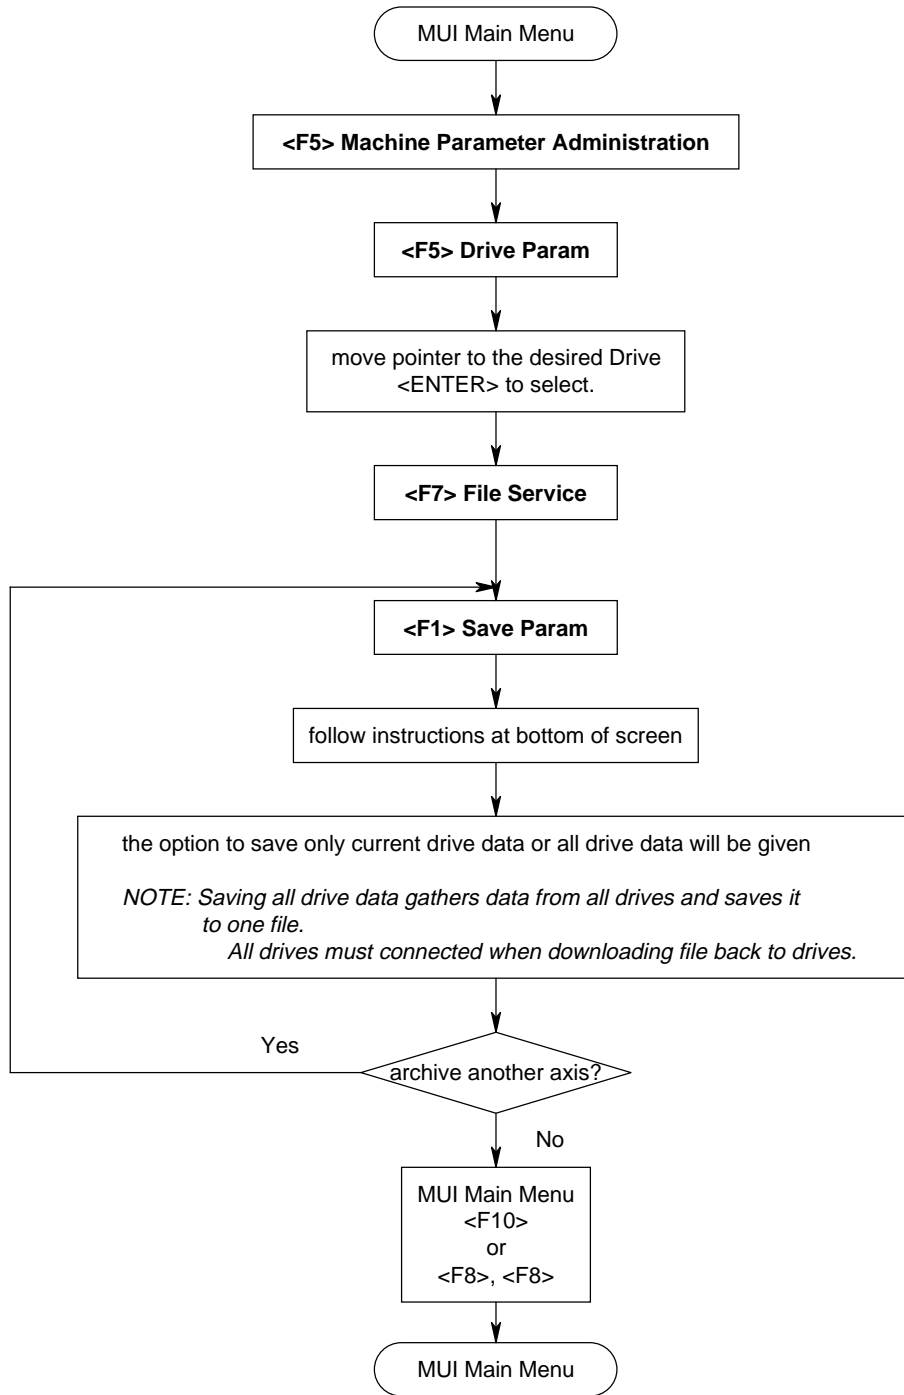 MUI Main Menu
<F5> Machine Parameter Administration
<F5> Drive Param
move pointer to the desired Drive
<ENTER> to select.
<F7> File Service
<F1> Save Param
follow instructions at bottom of screen
the option to save only current drive data or all drive data will be given
NOTE: Saving all drive data gathers data from all drives and saves it
to one file.
All drives must connected when downloading file back to drives.
Yes
archive another axis?
No
MUI Main Menu
<F10>
or
<F8>, <F8>
MUI Main Menu